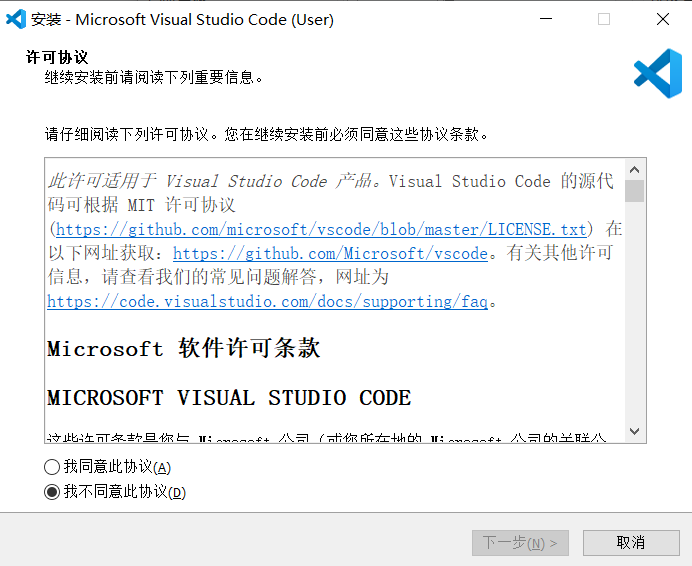 安装 - Microsoft Visual Studio Code (User)
许可协议
继续安装前请阅读下列重要信息。
请仔细阅读下列许可协议。您在继续安装前必须同意这些协议条款。
此许可适用于 Visual Studio Code 产品。Visual Studio Code 的源代
码可根据 MIT 许可协议
(https://github.com/microsoft/vscode/blob/master/LICENSE.txt) 在
以下网址获取：https://github.com/Microsoft/vscode。有关其他许可
信息，请查看我们的常见问题解答，网址为
https://code.visualstudio.com/docs/supporting/faq。
Microsoft 软件许可条款
MICROSOFT VISUAL STUDIO CODE
这些许可条款是您与 Microsoft 公司（或您所在地的 Microsoft 公司的关联公
我同意此协议(A)
我不同意此协议(D)
下一步(N) >
取消